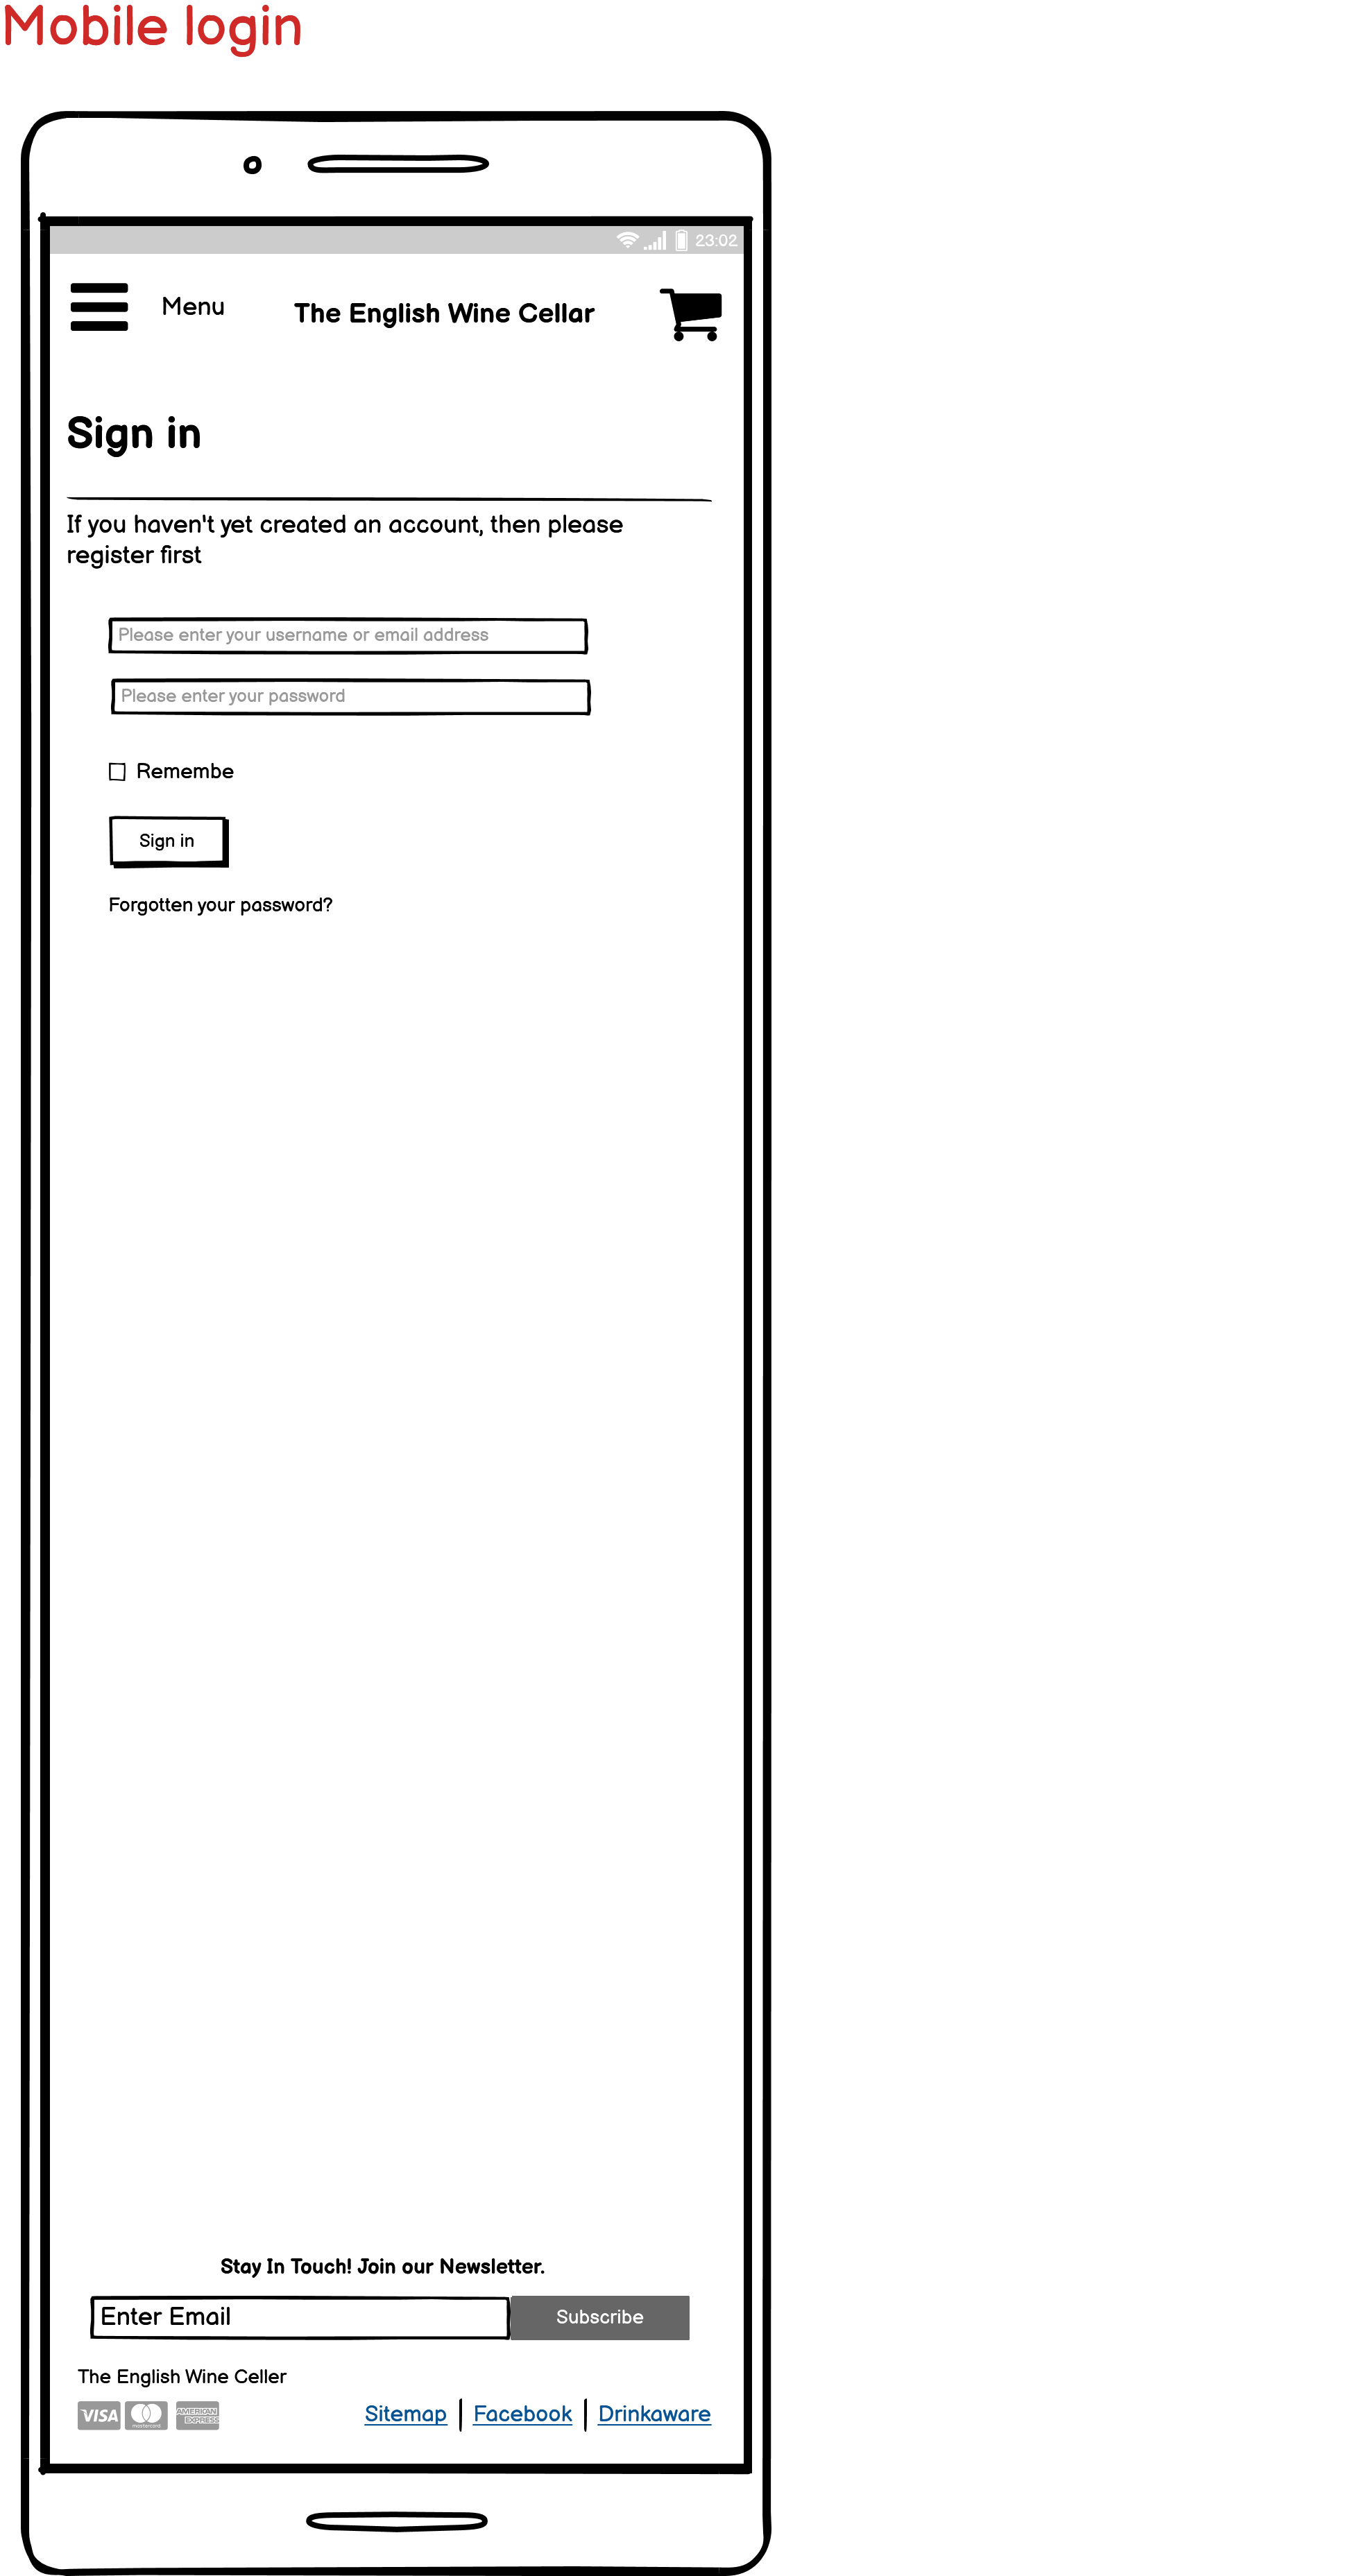 Mobile login
23:02
Menu
The English Wine Cellar
Sign in
If you haven't yet created an account, then please
register first
Please enter your username or email address
Please enter your password
Remembe
Sign in
Forgotten your password?
Stay In Touch! Join our Newsletter.
Enter Email
Subscribe
The English Wine Celler
VISA
mastercard
AMERICAN
EXPRESS
Sitemap
Facebook
Drinkaware